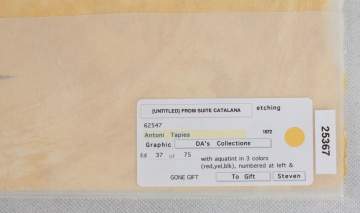 (UNTITLED) FROM SUITE CATALANA etching
62547
Antoni Tapies 1972
Graphic DA's Collections
Ed 37 of 75 with aquatint in 3 colors
(red,yel,blk), numbered at left &
GONE GIFT To Gift Steven
25367